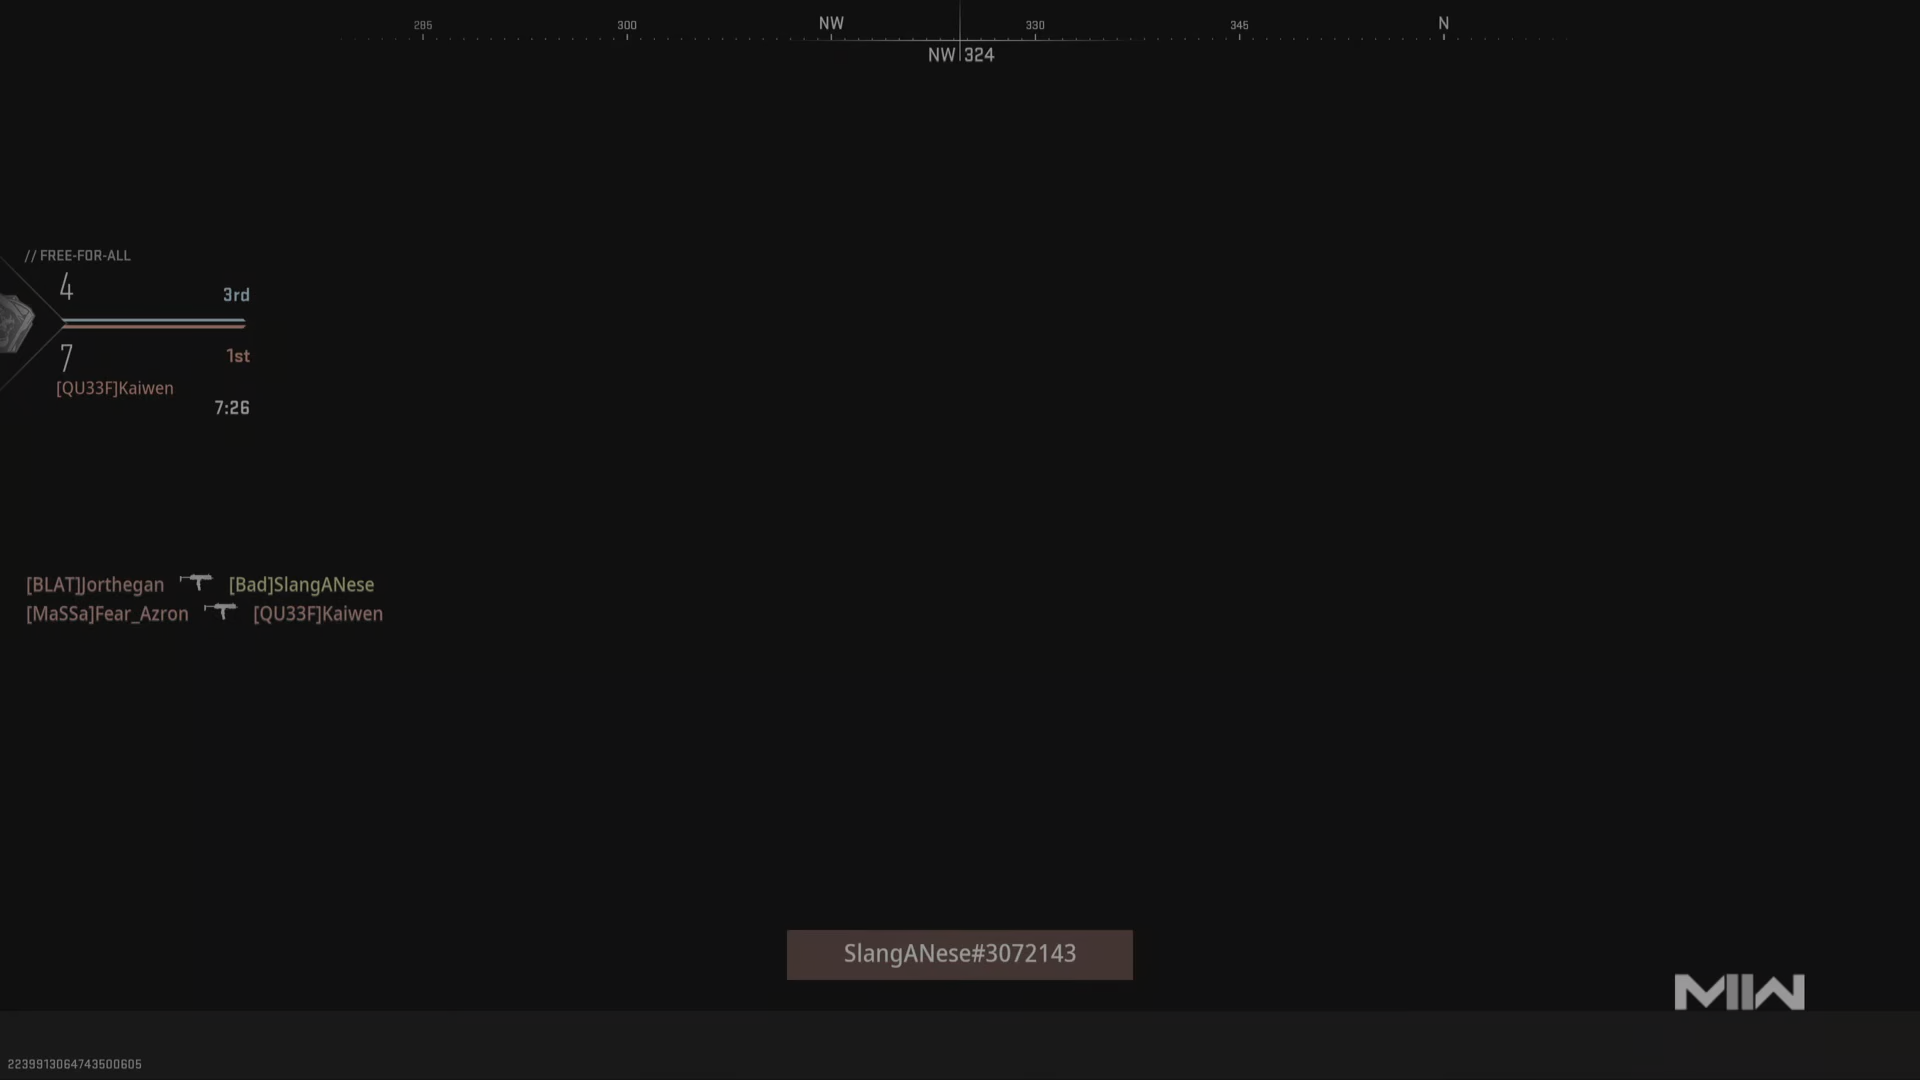 285 300 NW 330 345 N
NW 324
// FREE-FOR-ALL
4 3rd
7 1st
[QU33F]Kaiwen
7:26
[BLAT]Jorthegan [Bad]SlangANese
[MaSSa]Fear_Azron [QU33F]Kaiwen
SlangANese#3072143
MIIW
2239913064743500605